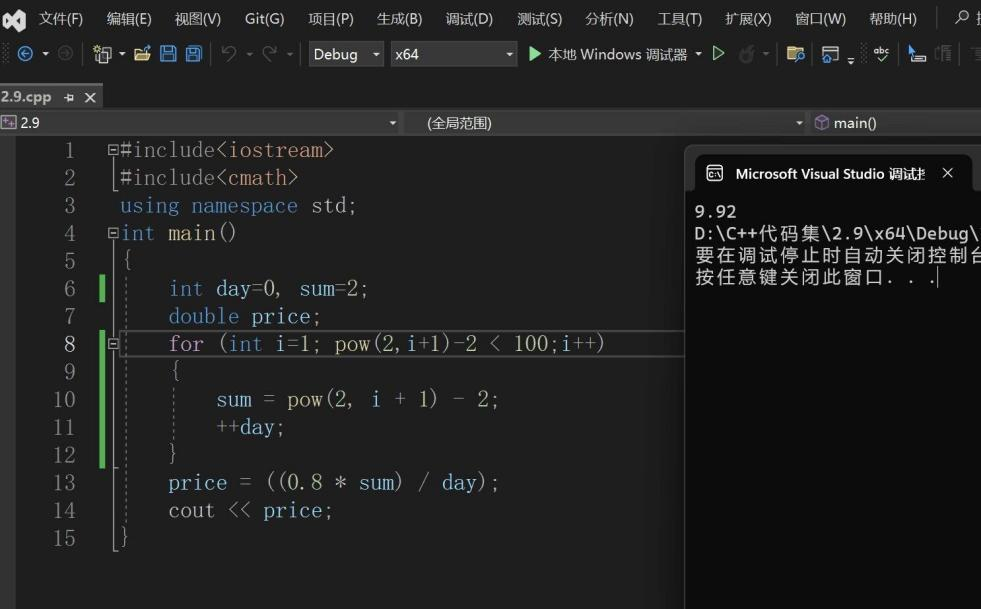 文件(F) 编辑(E) 视图(V) Git(G) 项目(P) 生成(B) 调试(D) 测试(S) 分析(N) 工具(T) 扩展(X) 窗口(W) 帮助(H)
Debug x64 本地 Windows 调试器 abc
2.9.cpp
2.9 (全局范围) main()
1 #include<iostream>
2 #include<cmath>
3 using namespace std;
4 int main()
5 {
6 int day=0, sum=2;
7 double price;
8 for (int i=1; pow(2,i+1)-2 < 100;i++)
9 {
10 sum = pow(2, i + 1) - 2;
11 ++day;
12 }
13 price = ((0.8 * sum) / day);
14 cout << price;
15 }
Microsoft Visual Studio 调试
9.92
D:\C++代码集\2.9\x64\Debug\
要在调试停止时自动关闭控制台
按任意键关闭此窗口. . .